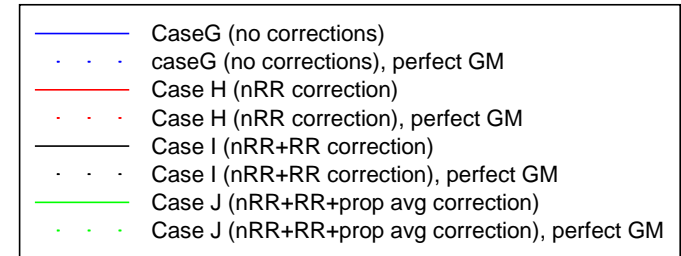 CaseG (no corrections)
caseG (no corrections), perfect GM
Case H (nRR correction)
Case H (nRR correction), perfect GM
Case I (nRR+RR correction)
Case I (nRR+RR correction), perfect GM
Case J (nRR+RR+prop avg correction)
Case J (nRR+RR+prop avg correction), perfect GM